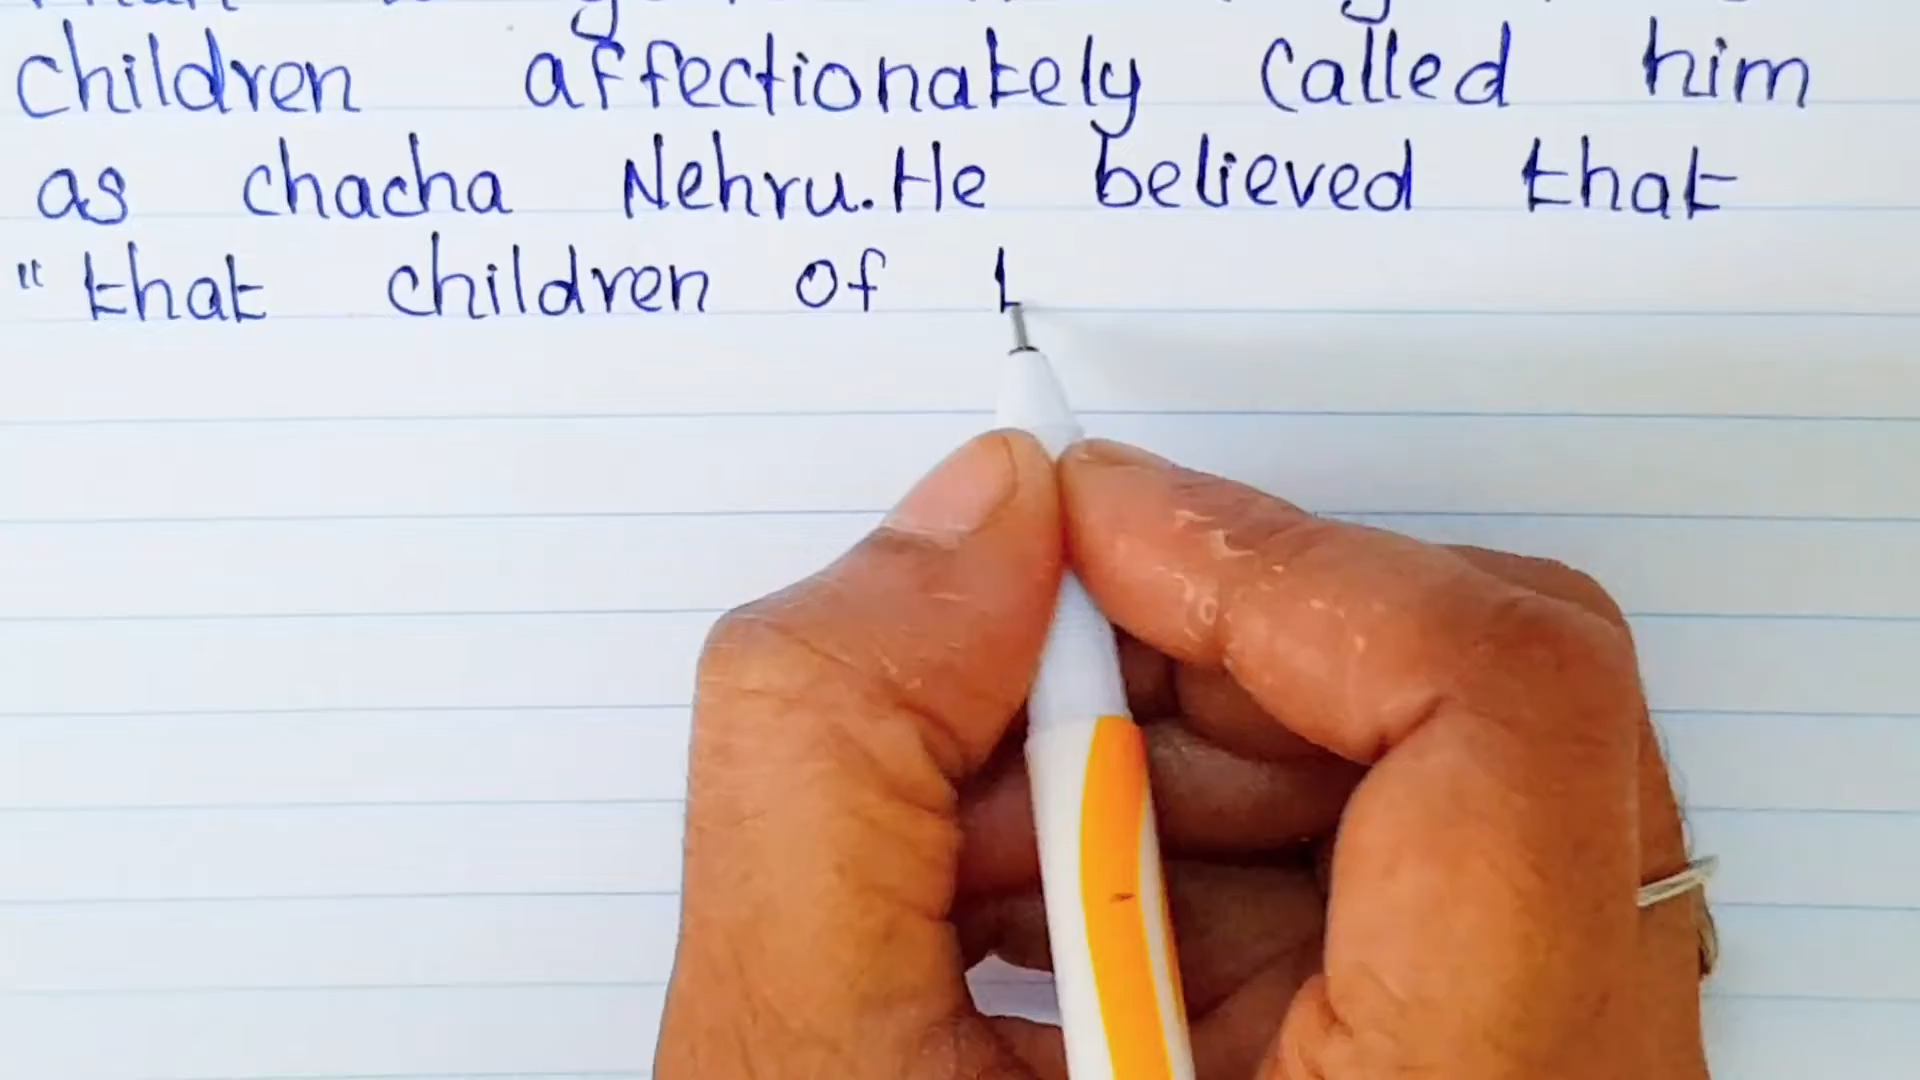 children affectionately called him
as chacha Nehru. He believed that
"that children of t